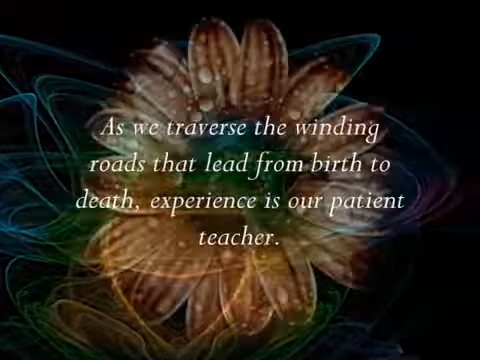 As we traverse the winding
roads that lead from birth to
death, experience is our patient
teacher.